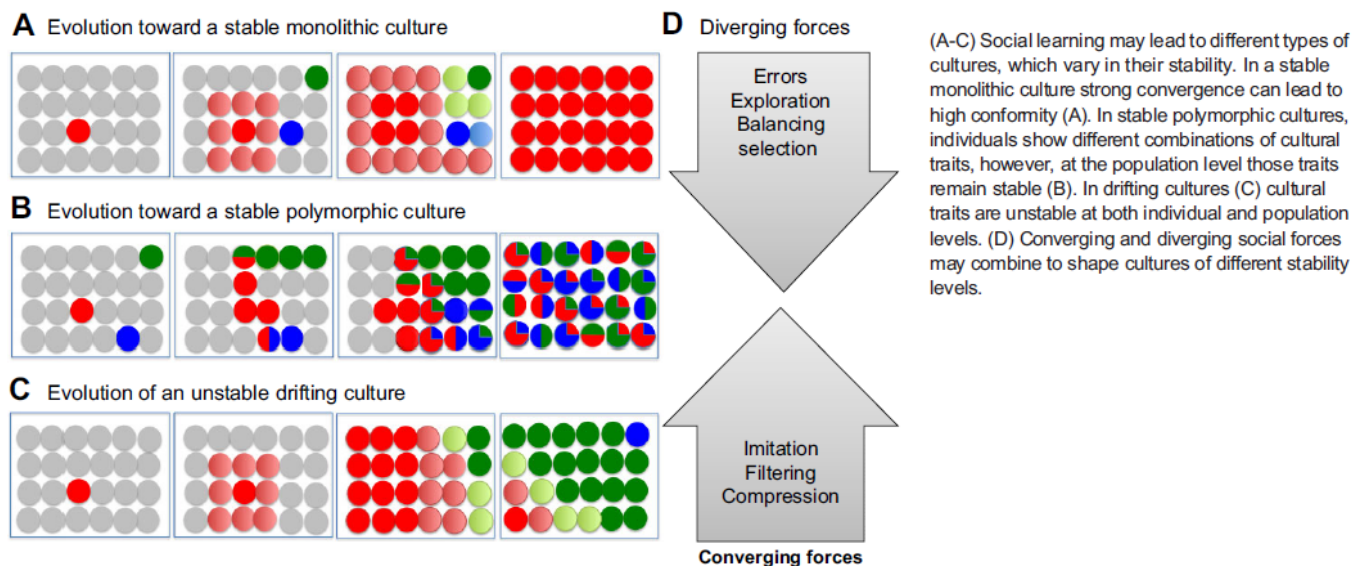 A Evolution toward a stable monolithic culture
B Evolution toward a stable polymorphic culture
C Evolution of an unstable drifting culture
D Diverging forces
Errors
Exploration
Balancing
selection
Imitation
Filtering
Compression
Converging forces
(A-C) Social learning may lead to different types of
cultures, which vary in their stability. In a stable
monolithic culture strong convergence can lead to
high conformity (A). In stable polymorphic cultures,
individuals show different combinations of cultural
traits, however, at the population level those traits
remain stable (B). In drifting cultures (C) cultural
traits are unstable at both individual and population
levels. (D) Converging and diverging social forces
may combine to shape cultures of different stability
levels.